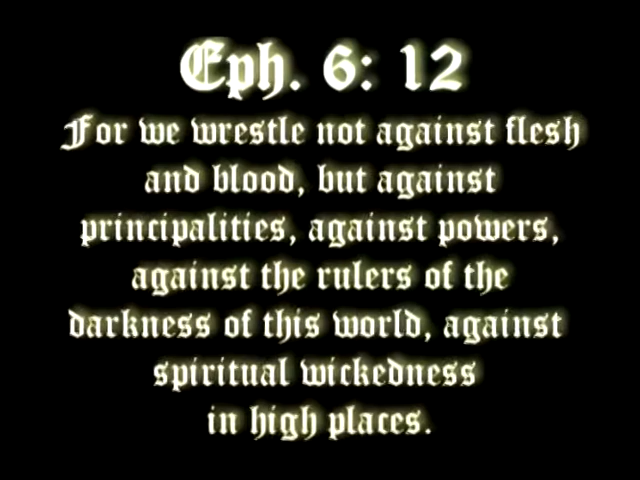 Eph. 6: 12
For we wrestle not against flesh
and blood, but against
principalities, against powers,
against the rulers of the
darkness of this world, against
spiritual wickedness
in high places.